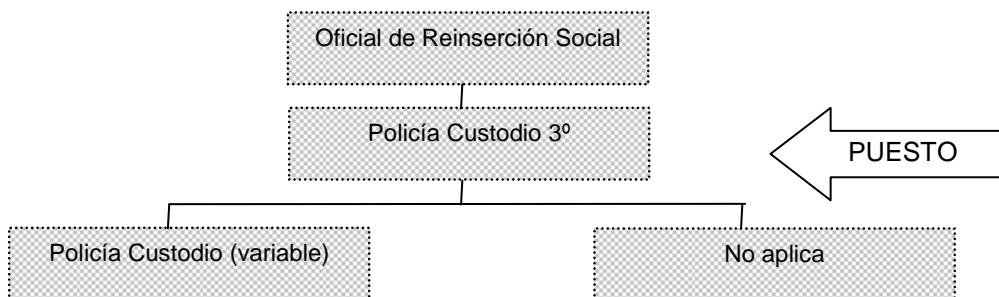 Oficial de Reinserción Social
Policía Custodio 3º
PUESTO
Policía Custodio (variable)
No aplica